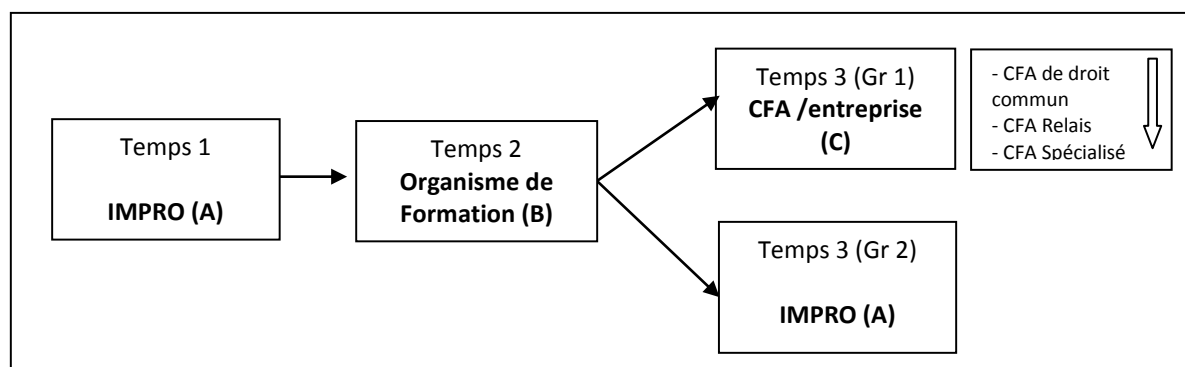 Temps 1
IMPRO (A)
Temps 2
Organisme de
Formation (B)
Temps 3 (Gr 1)
CFA /entreprise
(C)
- CFA de droit
commun
- CFA Relais
- CFA Spécialisé
Temps 3 (Gr 2)
IMPRO (A)